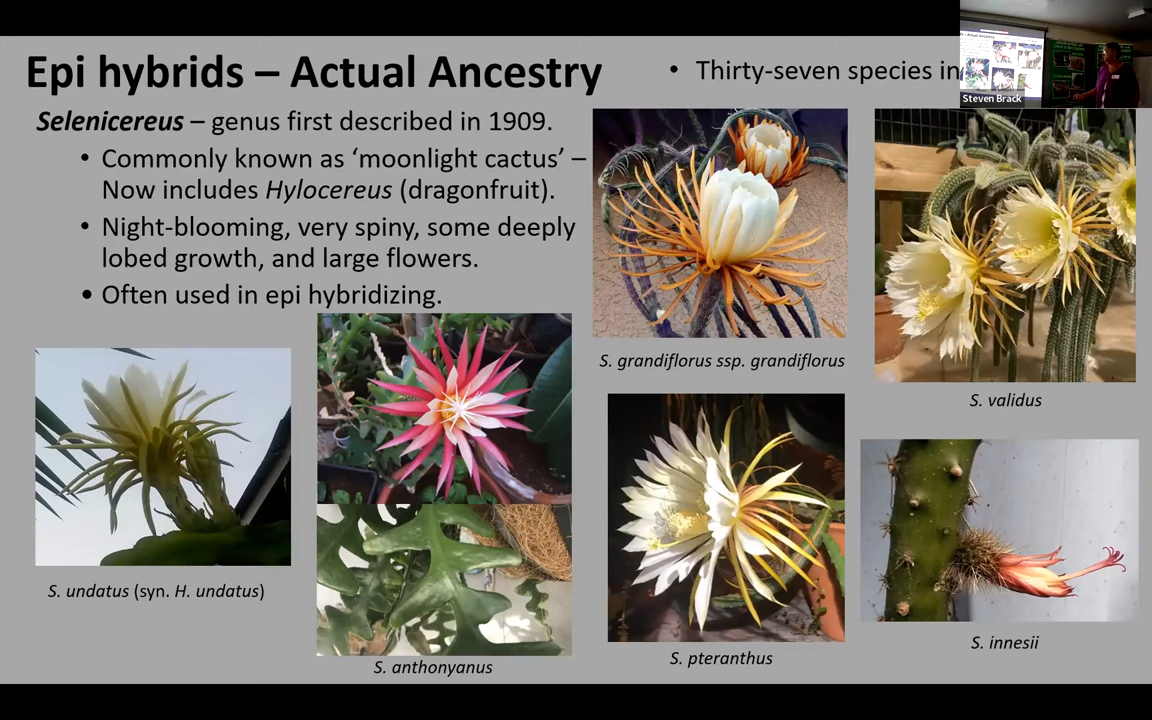 Epi hybrids – Actual Ancestry
• Thirty-seven species in
Steven Brack
Selenicereus – genus first described in 1909.
• Commonly known as ‘moonlight cactus’ –
Now includes Hylocereus (dragonfruit).
• Night-blooming, very spiny, some deeply
lobed growth, and large flowers.
• Often used in epi hybridizing.
S. grandiflorus ssp. grandiflorus
S. validus
S. undatus (syn. H. undatus)
S. anthonyanus
S. pteranthus
S. innesii